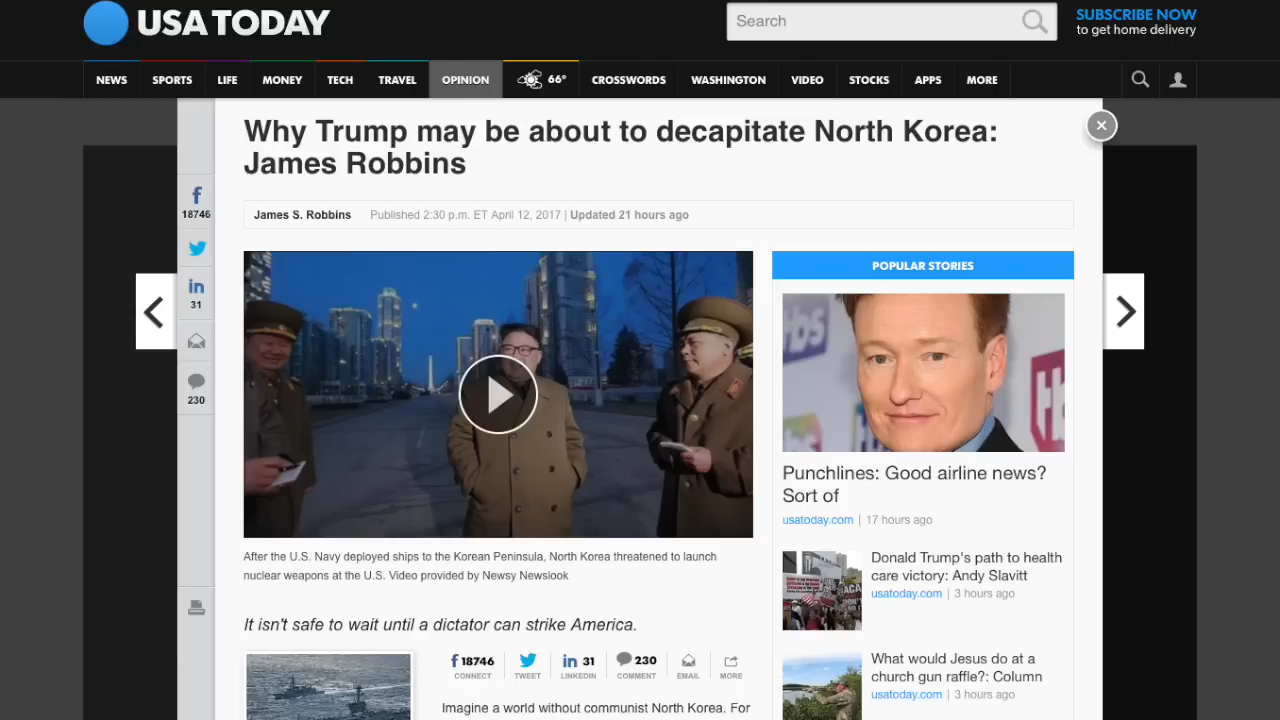 USA TODAY
Search
SUBSCRIBE NOW
to get home delivery
NEWS
SPORTS
LIFE
MONEY
TECH
TRAVEL
OPINION
66°
CROSSWORDS
WASHINGTON
VIDEO
STOCKS
APPS
MORE
Why Trump may be about to decapitate North Korea:
James Robbins
18746
31
230
James S. Robbins Published 2:30 p.m. ET April 12, 2017 | Updated 21 hours ago
After the U.S. Navy deployed ships to the Korean Peninsula, North Korea threatened to launch
nuclear weapons at the U.S. Video provided by Newsy Newslook
It isn't safe to wait until a dictator can strike America.
18746
CONNECT
TWEET
31
LINKEDIN
230
COMMENT
EMAIL
MORE
Imagine a world without communist North Korea. For
POPULAR STORIES
tbs
Punchlines: Good airline news?
Sort of
usatoday.com | 17 hours ago
Donald Trump's path to health
care victory: Andy Slavitt
usatoday.com | 3 hours ago
What would Jesus do at a
church gun raffle?: Column
usatoday.com | 3 hours ago